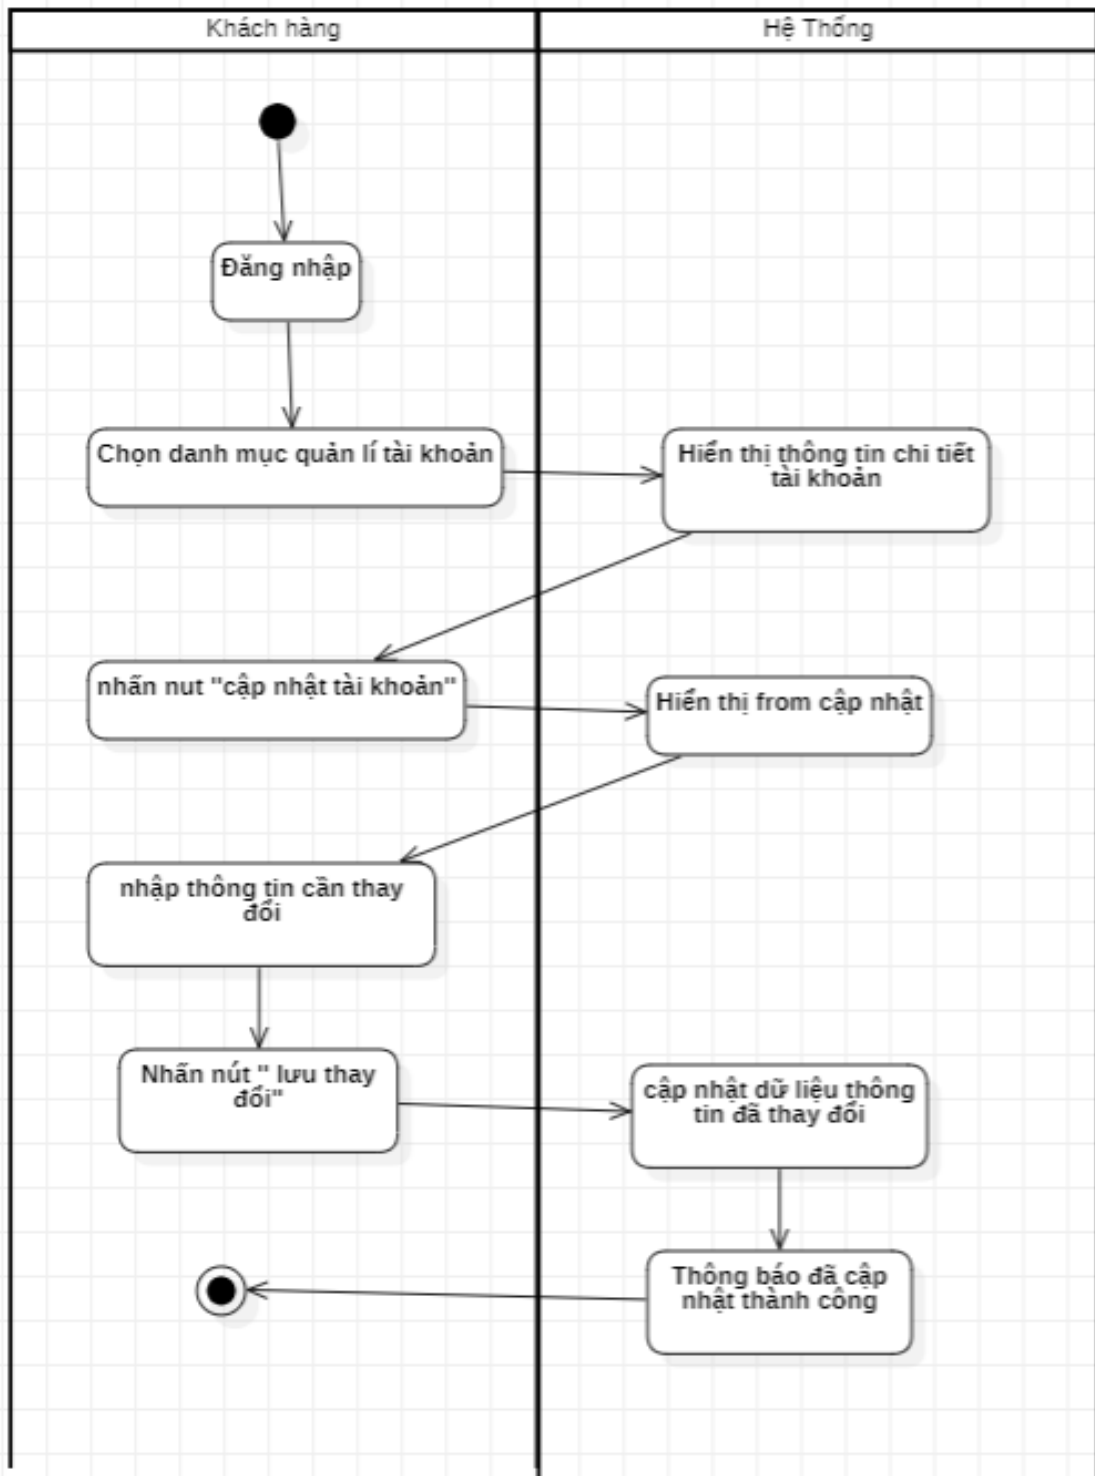 Khách hàng
Hệ Thống
Đăng nhập
Chọn danh mục quản lí tài khoản
Hiển thị thông tin chi tiết
tài khoản
nhấn nut "cập nhật tài khoản"
Hiển thị from cập nhật
nhập thông tin cần thay
đổi
Nhấn nút " lưu thay
đổi"
cập nhật dữ liệu thông
tin đã thay đổi
Thông báo đã cập
nhật thành công